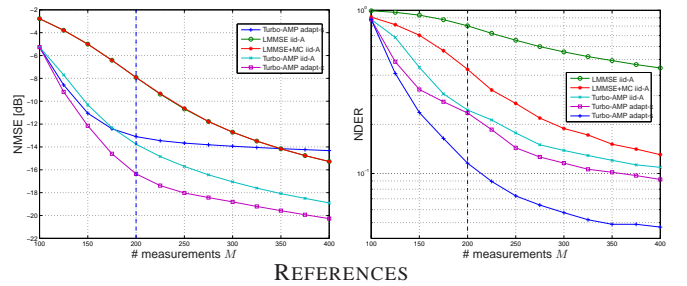 -2
-4
-6
-8
-10
-12
-14
-16
-18
-20
-22
NMSE [dB]
Turbo-AMP adapt-s
LMMSE iid-A
LMMSE+MC iid-A
Turbo-AMP iid-A
Turbo-AMP adapt-x
100 150 200 250 300 350 400
# measurements M
10^0
10^-1
NDER
LMMSE iid-A
LMMSE+MC iid-A
Turbo-AMP iid-A
Turbo-AMP adapt-x
Turbo-AMP adapt-s
100 150 200 250 300 350 400
# measurements M
REFERENCES